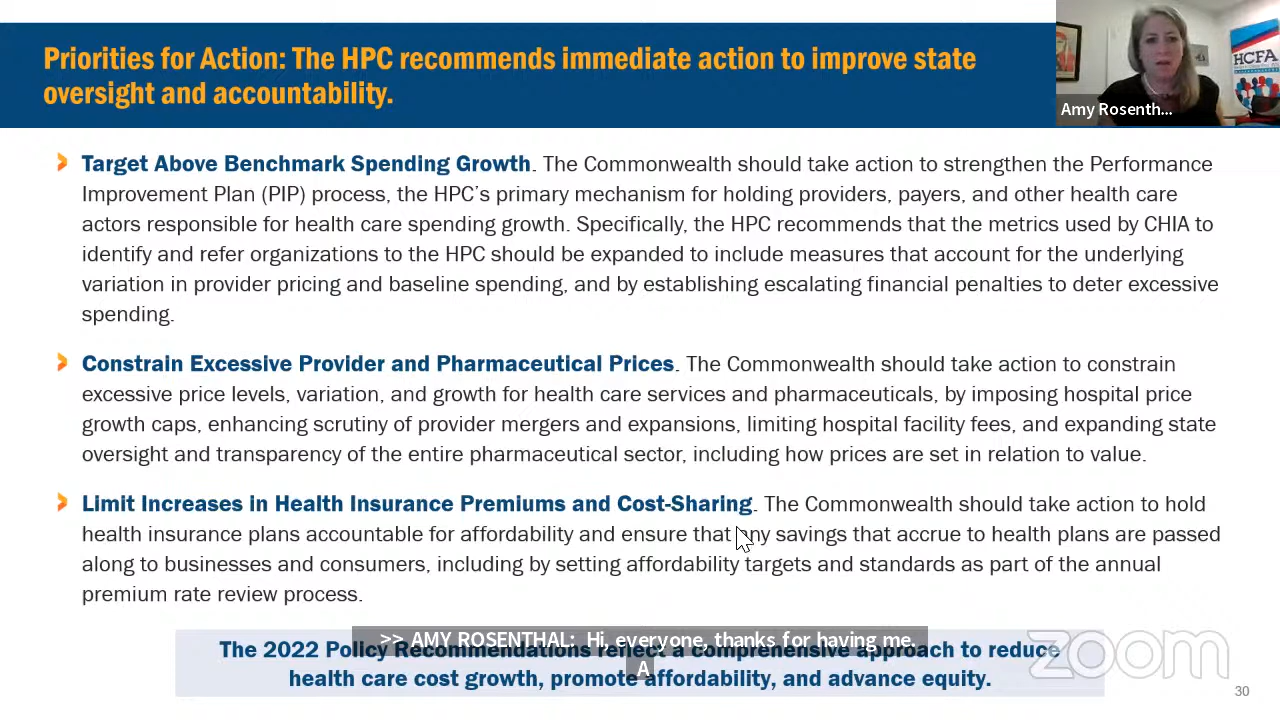 Priorities for Action: The HPC recommends immediate action to improve state
oversight and accountability.
HCFA
Amy Rosenth...
Target Above Benchmark Spending Growth. The Commonwealth should take action to strengthen the Performance
Improvement Plan (PIP) process, the HPC's primary mechanism for holding providers, payers, and other health care
actors responsible for health care spending growth. Specifically, the HPC recommends that the metrics used by CHIA to
identify and refer organizations to the HPC should be expanded to include measures that account for the underlying
variation in provider pricing and baseline spending, and by establishing escalating financial penalties to deter excessive
spending.
Constrain Excessive Provider and Pharmaceutical Prices. The Commonwealth should take action to constrain
excessive price levels, variation, and growth for health care services and pharmaceuticals, by imposing hospital price
growth caps, enhancing scrutiny of provider mergers and expansions, limiting hospital facility fees, and expanding state
oversight and transparency of the entire pharmaceutical sector, including how prices are set in relation to value.
Limit Increases in Health Insurance Premiums and Cost-Sharing. The Commonwealth should take action to hold
health insurance plans accountable for affordability and ensure that any savings that accrue to health plans are passed
along to businesses and consumers, including by setting affordability targets and standards as part of the annual
premium rate review process.
>> AMY ROSENTHAL: Hi, everyone, thanks for having me.
A
The 2022 Policy Recommendations reflect a comprehensive approach to reduce
health care cost growth, promote affordability, and advance equity.
zoom
30